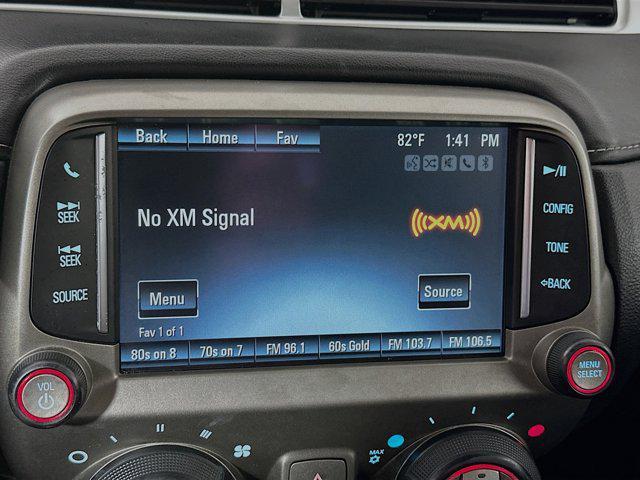 Back Home Fav 82°F 1:41 PM
SEEK
SEEK
SOURCE
No XM Signal
((((XM))))
CONFIG
TONE
BACK
Menu
Source
Fav 1 of 1
80s on 8 70s on 7 FM 96.1 60s Gold FM 103.7 FM 106.5
VOL
MENU
SELECT
MAX